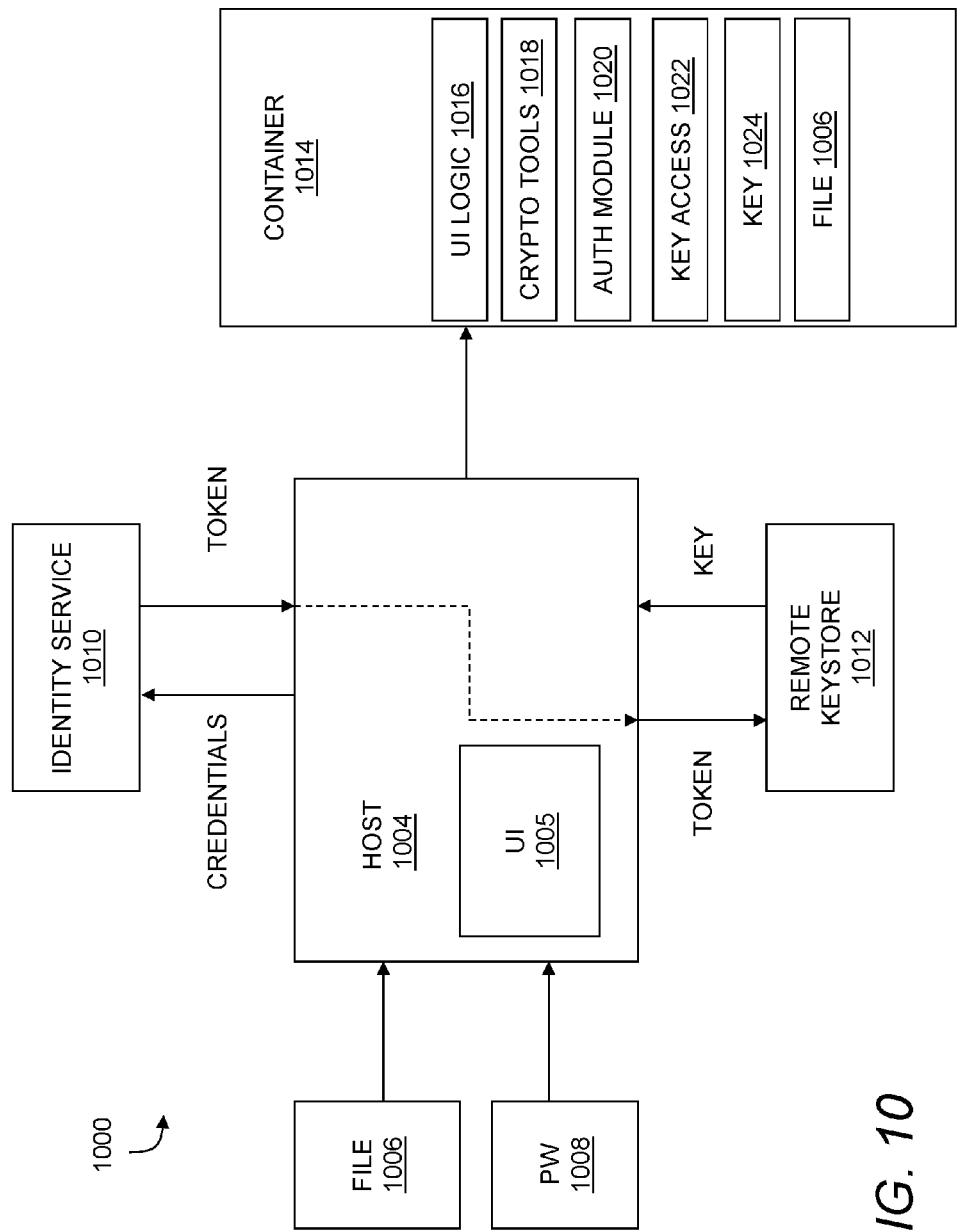 1000
FILE
1006
PW
1008
HOST
1004
UI
1005
CREDENTIALS
TOKEN
IDENTITY SERVICE
1010
TOKEN
KEY
REMOTE
KEYSTORE
1012
CONTAINER
1014
UI LOGIC 1016
CRYPTO TOOLS 1018
AUTH MODULE 1020
KEY ACCESS 1022
KEY 1024
FILE 1006
IG. 10